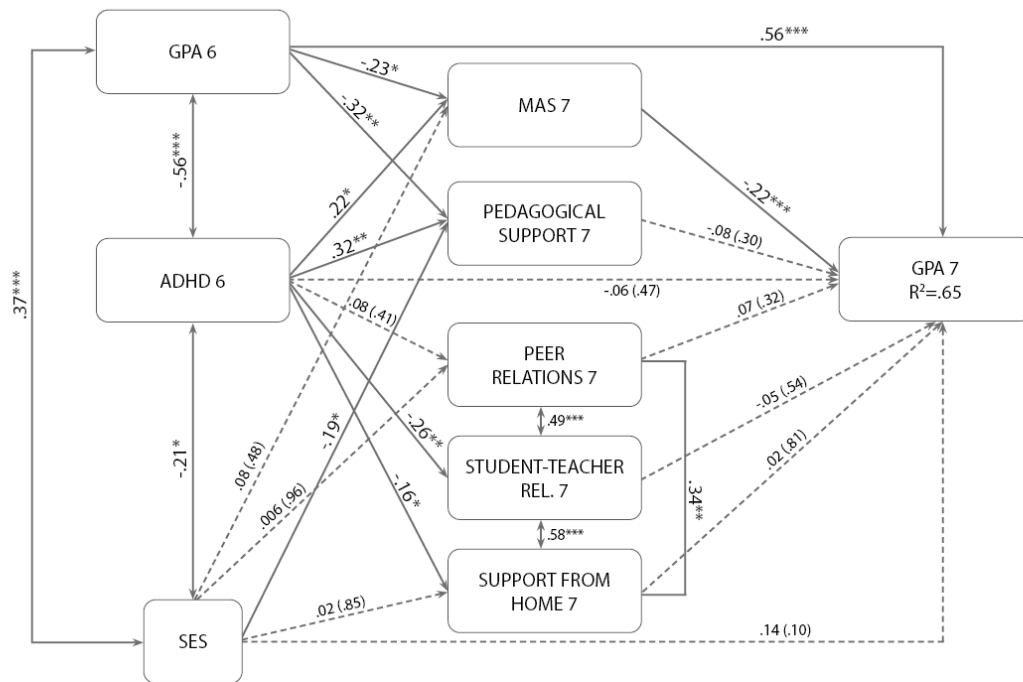 GPA 6
.56***
-.23*
MAS 7
-.32**
-.56***
.22*
-.22***
PEDAGOGICAL
SUPPORT 7
-.08 (.30)
.32**
ADHD 6
-.06 (.47)
GPA 7
R²=.65
.37***
.08 (.41)
.07 (.32)
PEER
RELATIONS 7
-.19*
-.26**
.49***
-.05 (.54)
-.21*
.08 (.48)
STUDENT-TEACHER
REL. 7
.02 (.81)
.006 (.96)
-.16*
.34**
.58***
SUPPORT FROM
HOME 7
.02 (.85)
SES
.14 (.10)